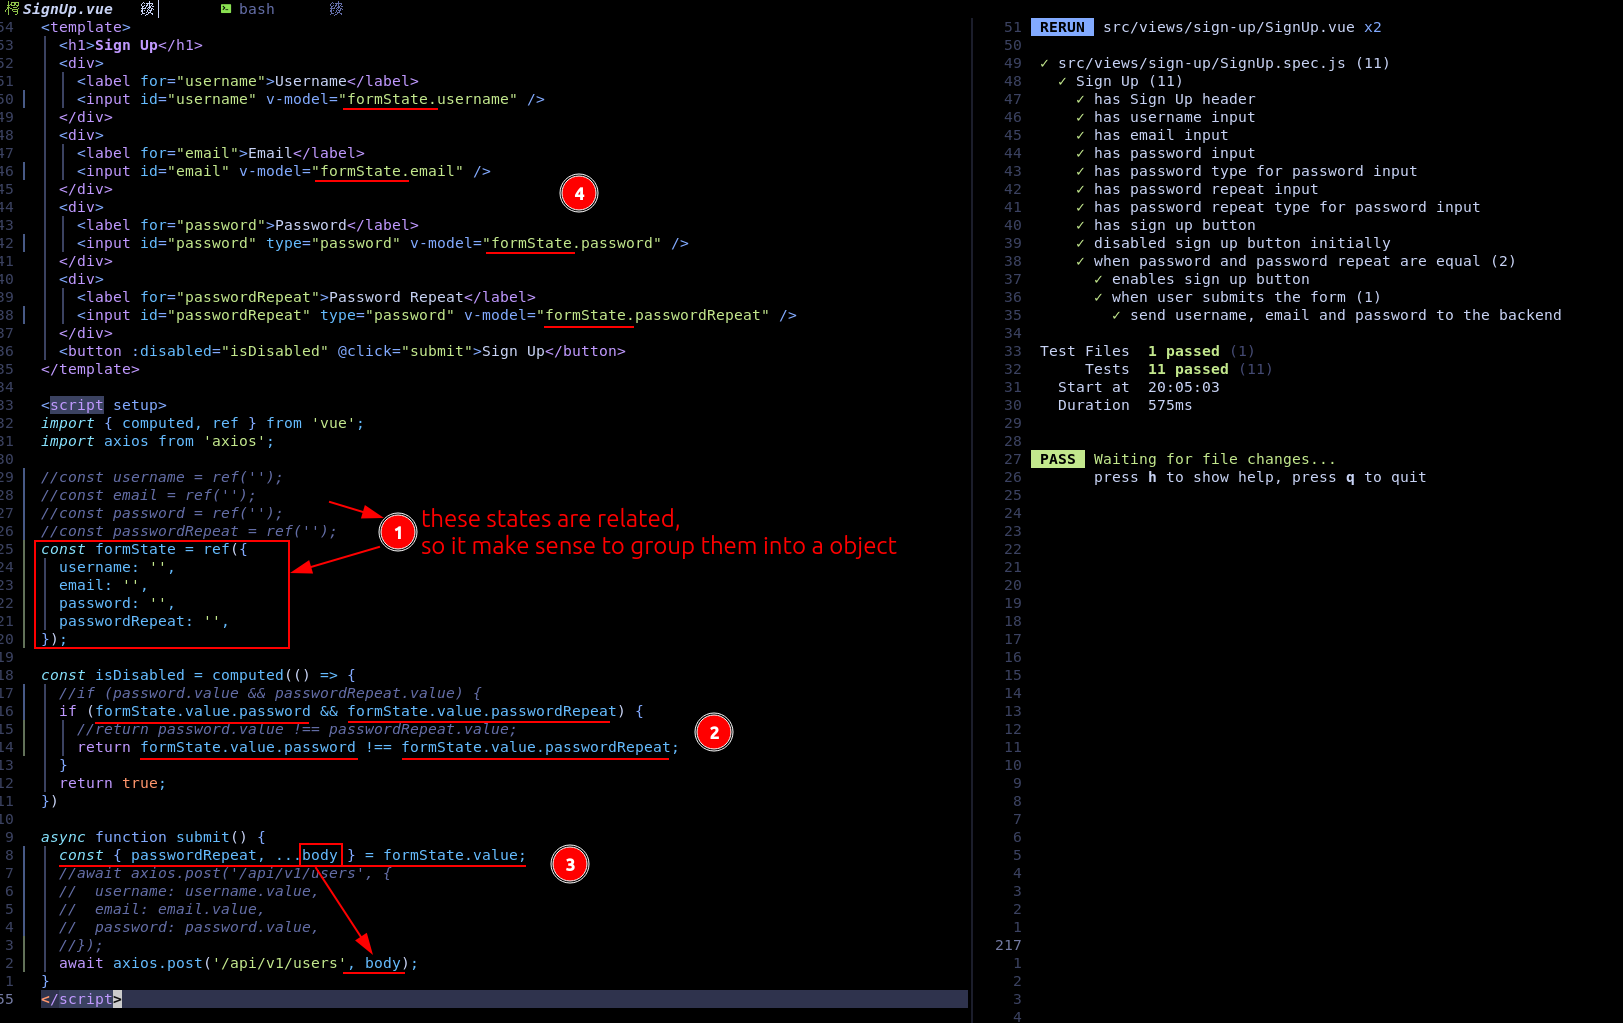 SignUp.vue
bash
54 <template>
53 <h1>Sign Up</h1>
52 <div>
51 <label for="username">Username</label>
50 <input id="username" v-model="formState.username" />
49 </div>
48 <div>
47 <label for="email">Email</label>
46 <input id="email" v-model="formState.email" />
45 </div>
44 <div>
43 <label for="password">Password</label>
42 <input id="password" type="password" v-model="formState.password" />
41 </div>
40 <div>
39 <label for="passwordRepeat">Password Repeat</label>
38 <input id="passwordRepeat" type="password" v-model="formState.passwordRepeat" />
37 </div>
36 <button :disabled="isDisabled" @click="submit">Sign Up</button>
35 </template>
34
33 <script setup>
32 import { computed, ref } from 'vue';
31 import axios from 'axios';
30
29 //const username = ref('');
28 //const email = ref('');
27 //const password = ref('');
26 //const passwordRepeat = ref('');
25 const formState = ref({
24 username: '',
23 email: '',
22 password: '',
21 passwordRepeat: '',
20 });
19
18 const isDisabled = computed(() => {
17 //if (password.value && passwordRepeat.value) {
16 if (formState.value.password && formState.value.passwordRepeat) {
15 //return password.value !== passwordRepeat.value;
14 return formState.value.password !== formState.value.passwordRepeat;
13 }
12 return true;
11 })
10
9 async function submit() {
8 const { passwordRepeat, ...body } = formState.value;
7 //await axios.post('/api/v1/users', {
6 //  username: username.value,
5 //  email: email.value,
4 //  password: password.value,
3 //});
2 await axios.post('/api/v1/users', body);
1 }
55 </script>
4
1
these states are related,
so it make sense to group them into a object
2
3
51 RERUN src/views/sign-up/SignUp.vue x2
50
49 ✓ src/views/sign-up/SignUp.spec.js (11)
48 ✓ Sign Up (11)
47 ✓ has Sign Up header
46 ✓ has username input
45 ✓ has email input
44 ✓ has password input
43 ✓ has password type for password input
42 ✓ has password repeat input
41 ✓ has password repeat type for password input
40 ✓ has sign up button
39 ✓ disabled sign up button initially
38 ✓ when password and password repeat are equal (2)
37 ✓ enables sign up button
36 ✓ when user submits the form (1)
35 ✓ send username, email and password to the backend
34
33 Test Files 1 passed (1)
32 Tests 11 passed (11)
31 Start at 20:05:03
30 Duration 575ms
29
28
27 PASS Waiting for file changes...
26 press h to show help, press q to quit
25
24
23
22
21
20
19
18
17
16
15
14
13
12
11
10
9
8
7
6
5
4
3
2
1
217
1
2
3
4